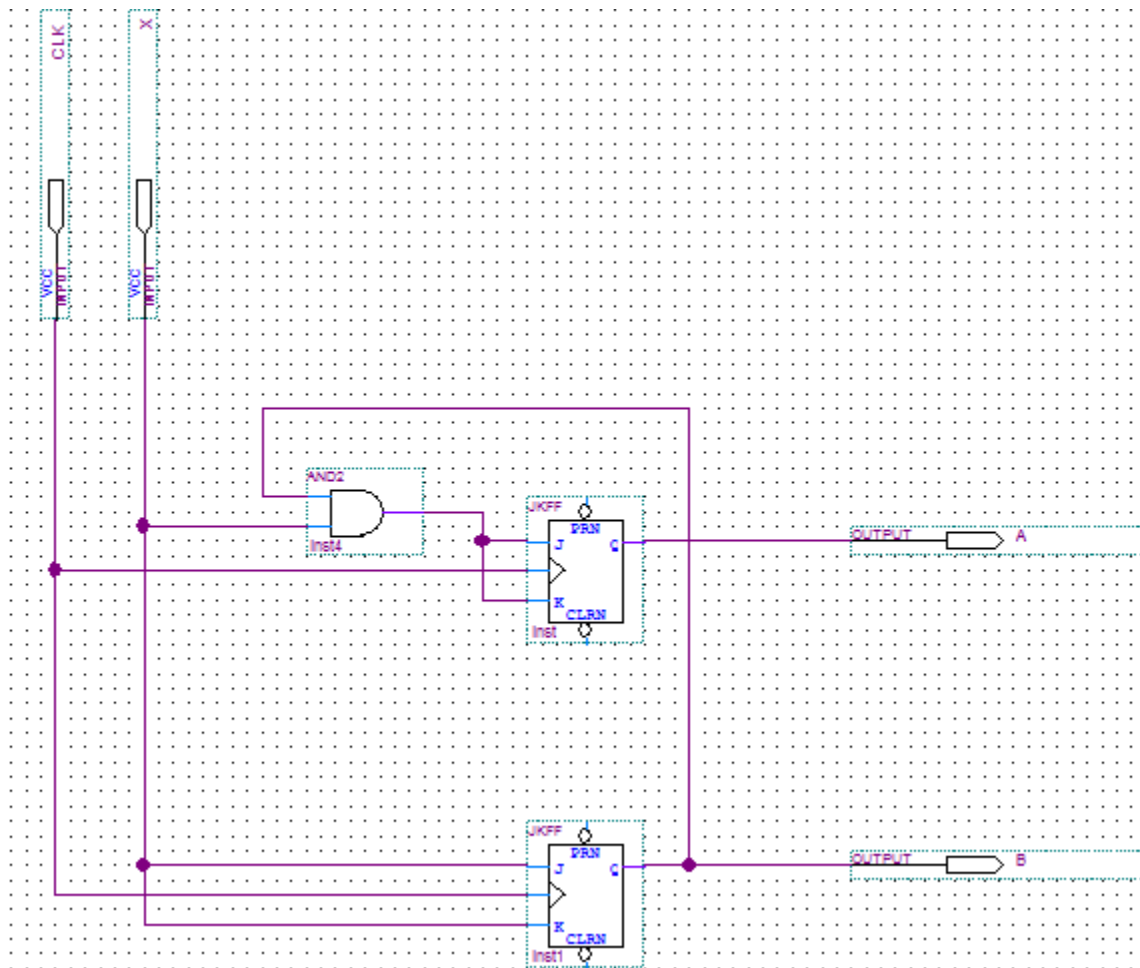 CLK
X
VCC
INPUT
VCC
INPUT
AND2
inst4
JKFF
PRN
J
Q
K
CLRN
inst
OUTPUT
A
JKFF
PRN
J
Q
K
CLRN
inst1
OUTPUT
B